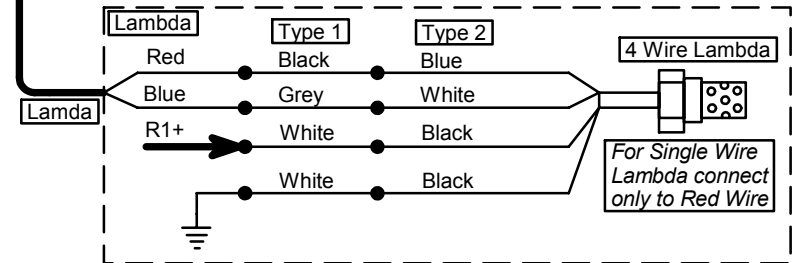 Lambda
Type 1 Type 2
4 Wire Lambda
Red Black Blue
Blue Grey White
Lamda
R1+ White Black
White Black
For Single Wire
Lambda connect
only to Red Wire